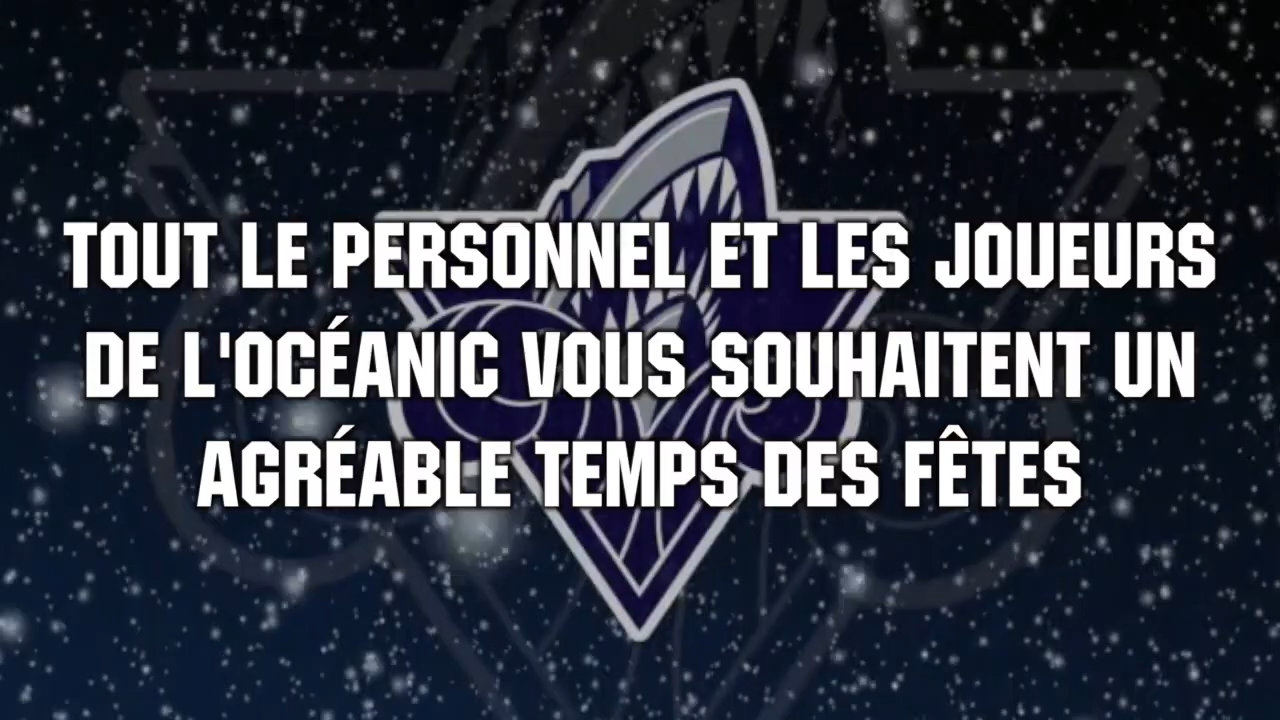 TOUT LE PERSONNEL ET LES JOUEURS
DE L'OCÉANIC VOUS SOUHAITENT UN
AGRÉABLE TEMPS DES FÊTES